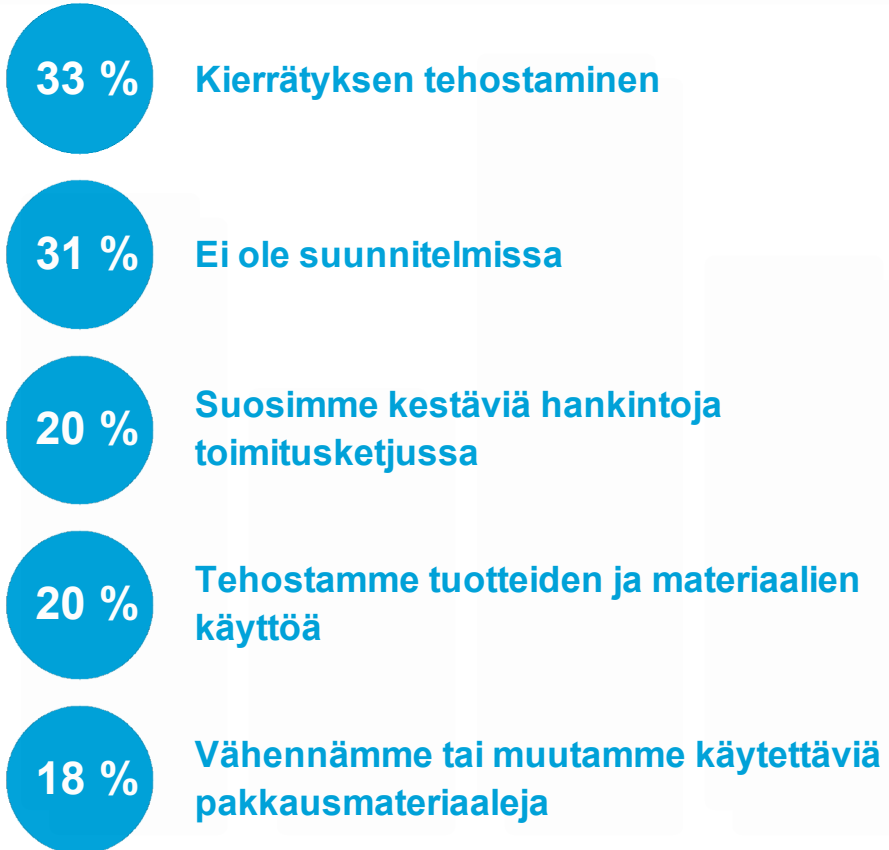 33 %
Kierrätyksen tehostaminen
31 %
Ei ole suunnitelmissa
20 %
Suosimme kestäviä hankintoja
toimitusketjussa
20 %
Tehostamme tuotteiden ja materiaalien
käyttöä
18 %
Vähennämme tai muutamme käytettäviä
pakkausmateriaaleja